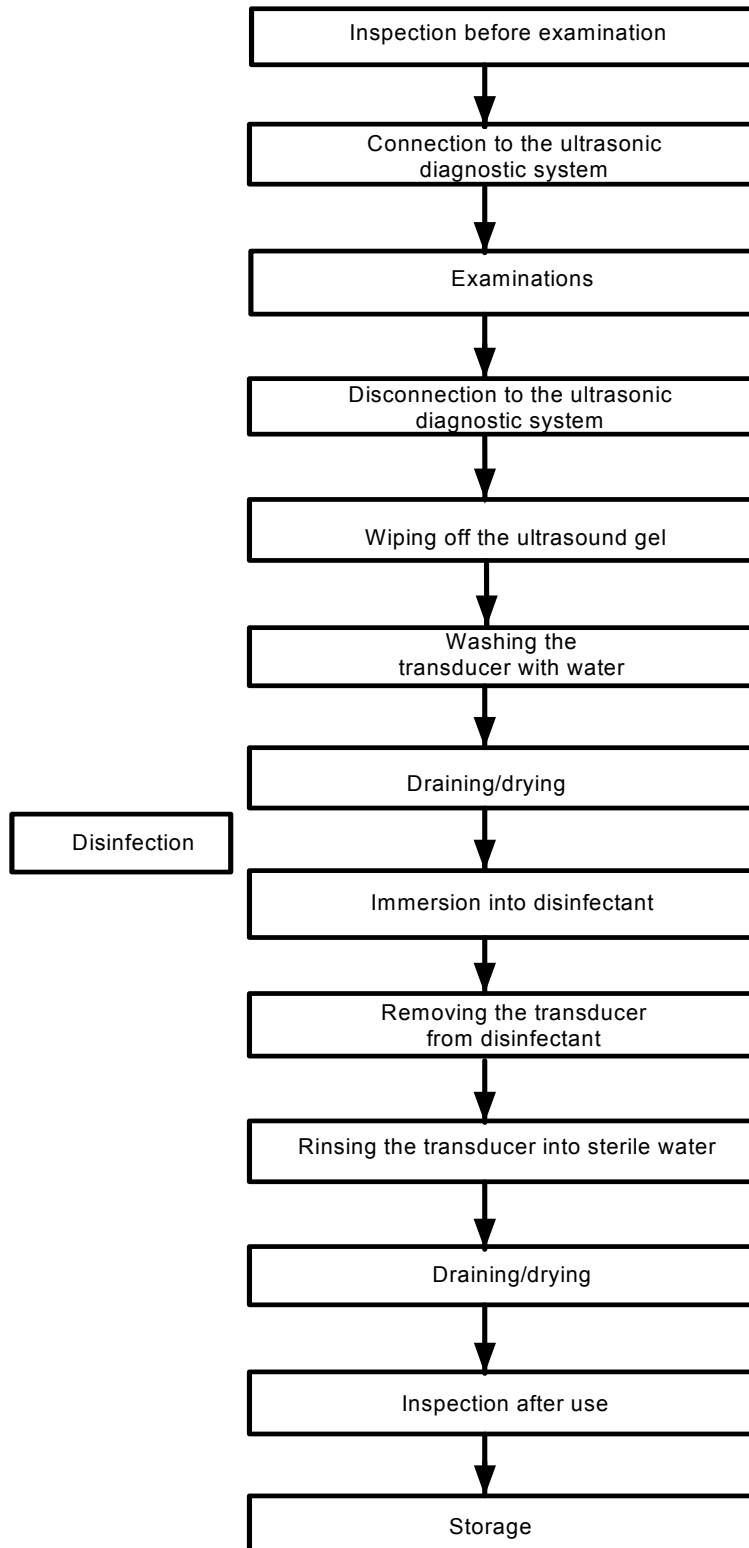 Inspection before examination
Connection to the ultrasonic
diagnostic system
Examinations
Disconnection to the ultrasonic
diagnostic system
Wiping off the ultrasound gel
Washing the
transducer with water
Draining/drying
Disinfection
Immersion into disinfectant
Removing the transducer
from disinfectant
Rinsing the transducer into sterile water
Draining/drying
Inspection after use
Storage